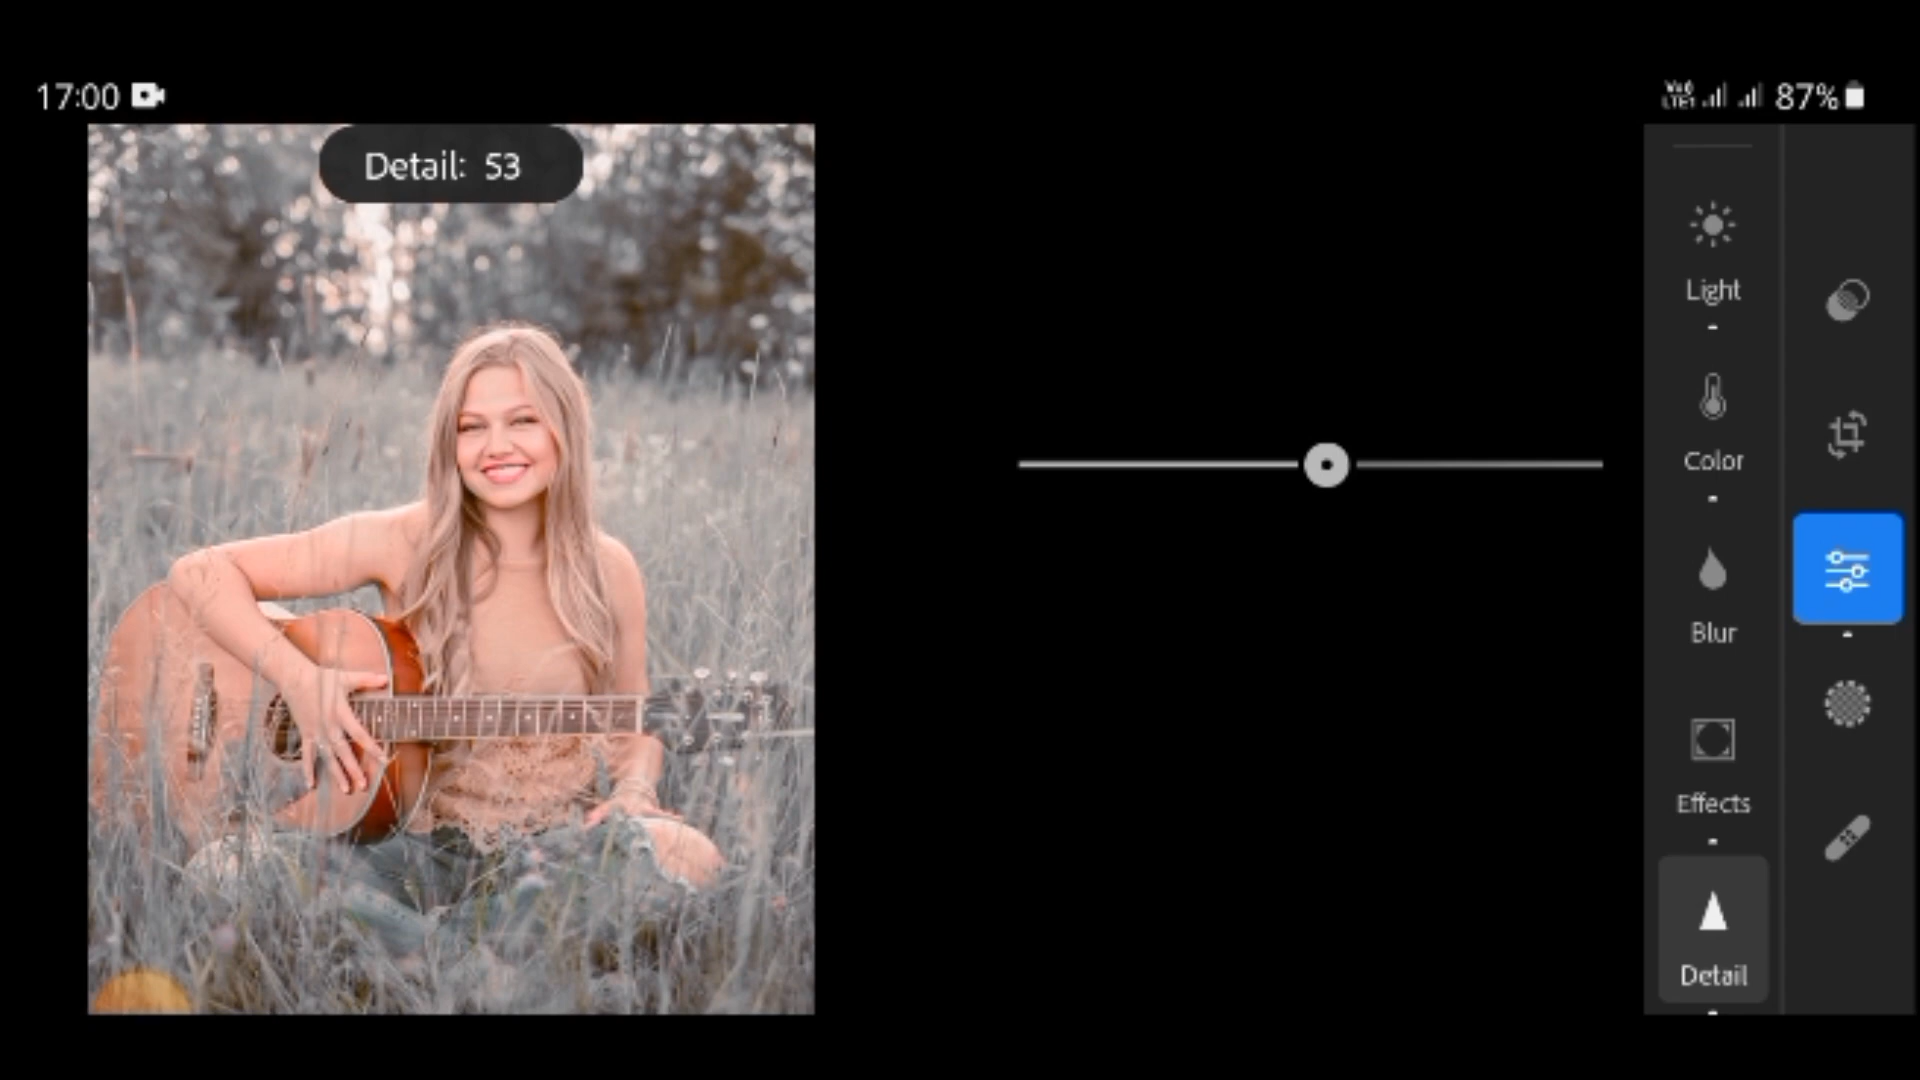 17:00
87%
Detail: 53
Light
Color
Blur
Effects
Detail